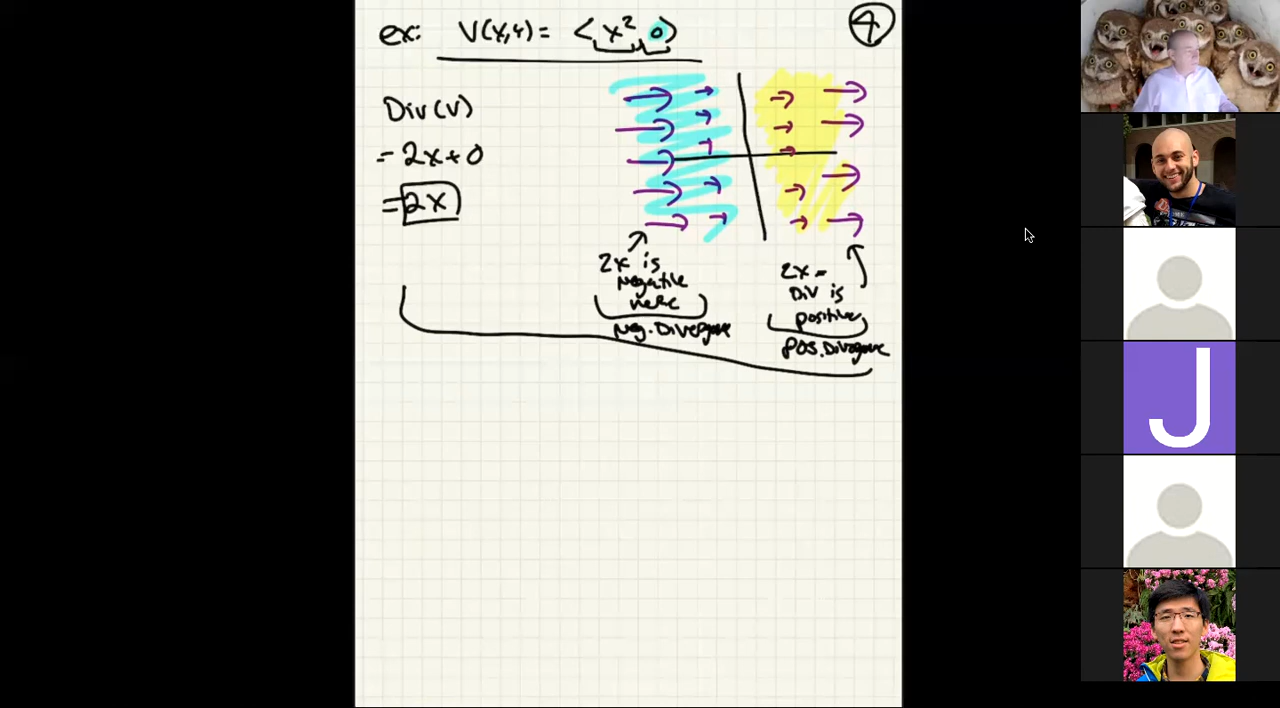 ex: V(x,y) = < x², 0>
4
Div(V)
= 2x + 0
= 2x
2x is
negative
here
Neg. Divergence
2x =
Div is
positive
Pos. Divergence
J